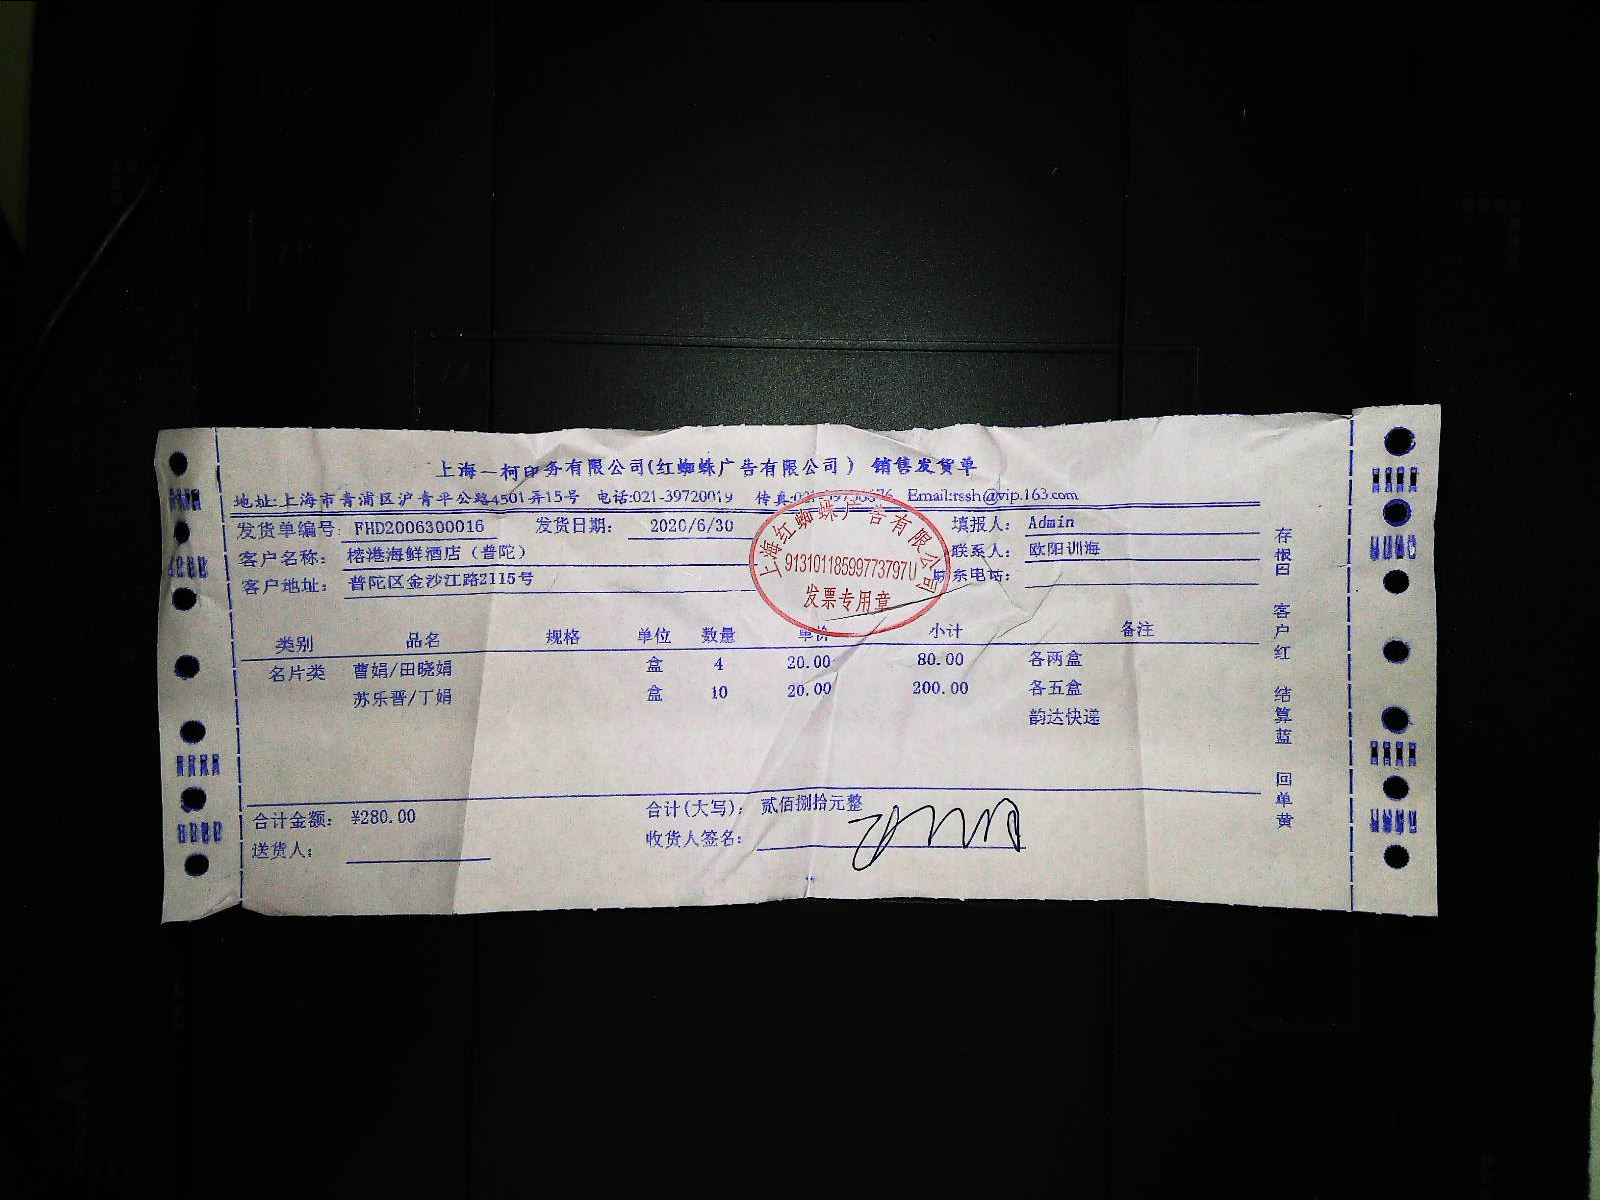 上海一柯印务有限公司(红蜘蛛广告有限公司) 销售发货单
地址:上海市青浦区沪青平公路4501弄15号 电话:021-39720019 传真: Email:rssh@vip.163.com
发货单编号: FHD2006300016 发货日期: 2020/6/30 填报人: Admin
客户名称: 榕港海鲜酒店（普陀） 联系人: 欧阳训海
客户地址: 普陀区金沙江路2115号 联系电话:
上海红蜘蛛广告有限公司
91310118599773797U
发票专用章
类别 品名 规格 单位 数量 单价 小计 备注
名片类 曹娟/田晓娟 盒 4 20.00 80.00 各两盒
苏乐晋/丁娟 盒 10 20.00 200.00 各五盒
韵达快递
合计金额: ¥280.00 合计(大写): 贰佰捌拾元整
送货人: 收货人签名:
存根白 客户红 结算蓝 回单黄